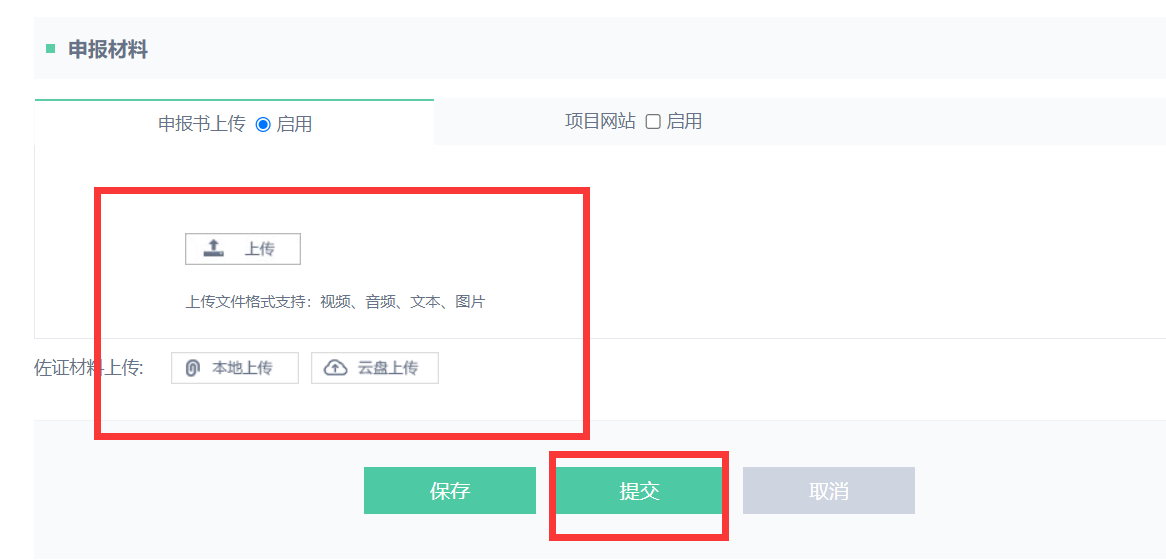 申报材料
申报书上传 启用 项目网站 启用
上传
上传文件格式支持：视频、音频、文本、图片
佐证材料上传: 本地上传 云盘上传
保存 提交 取消